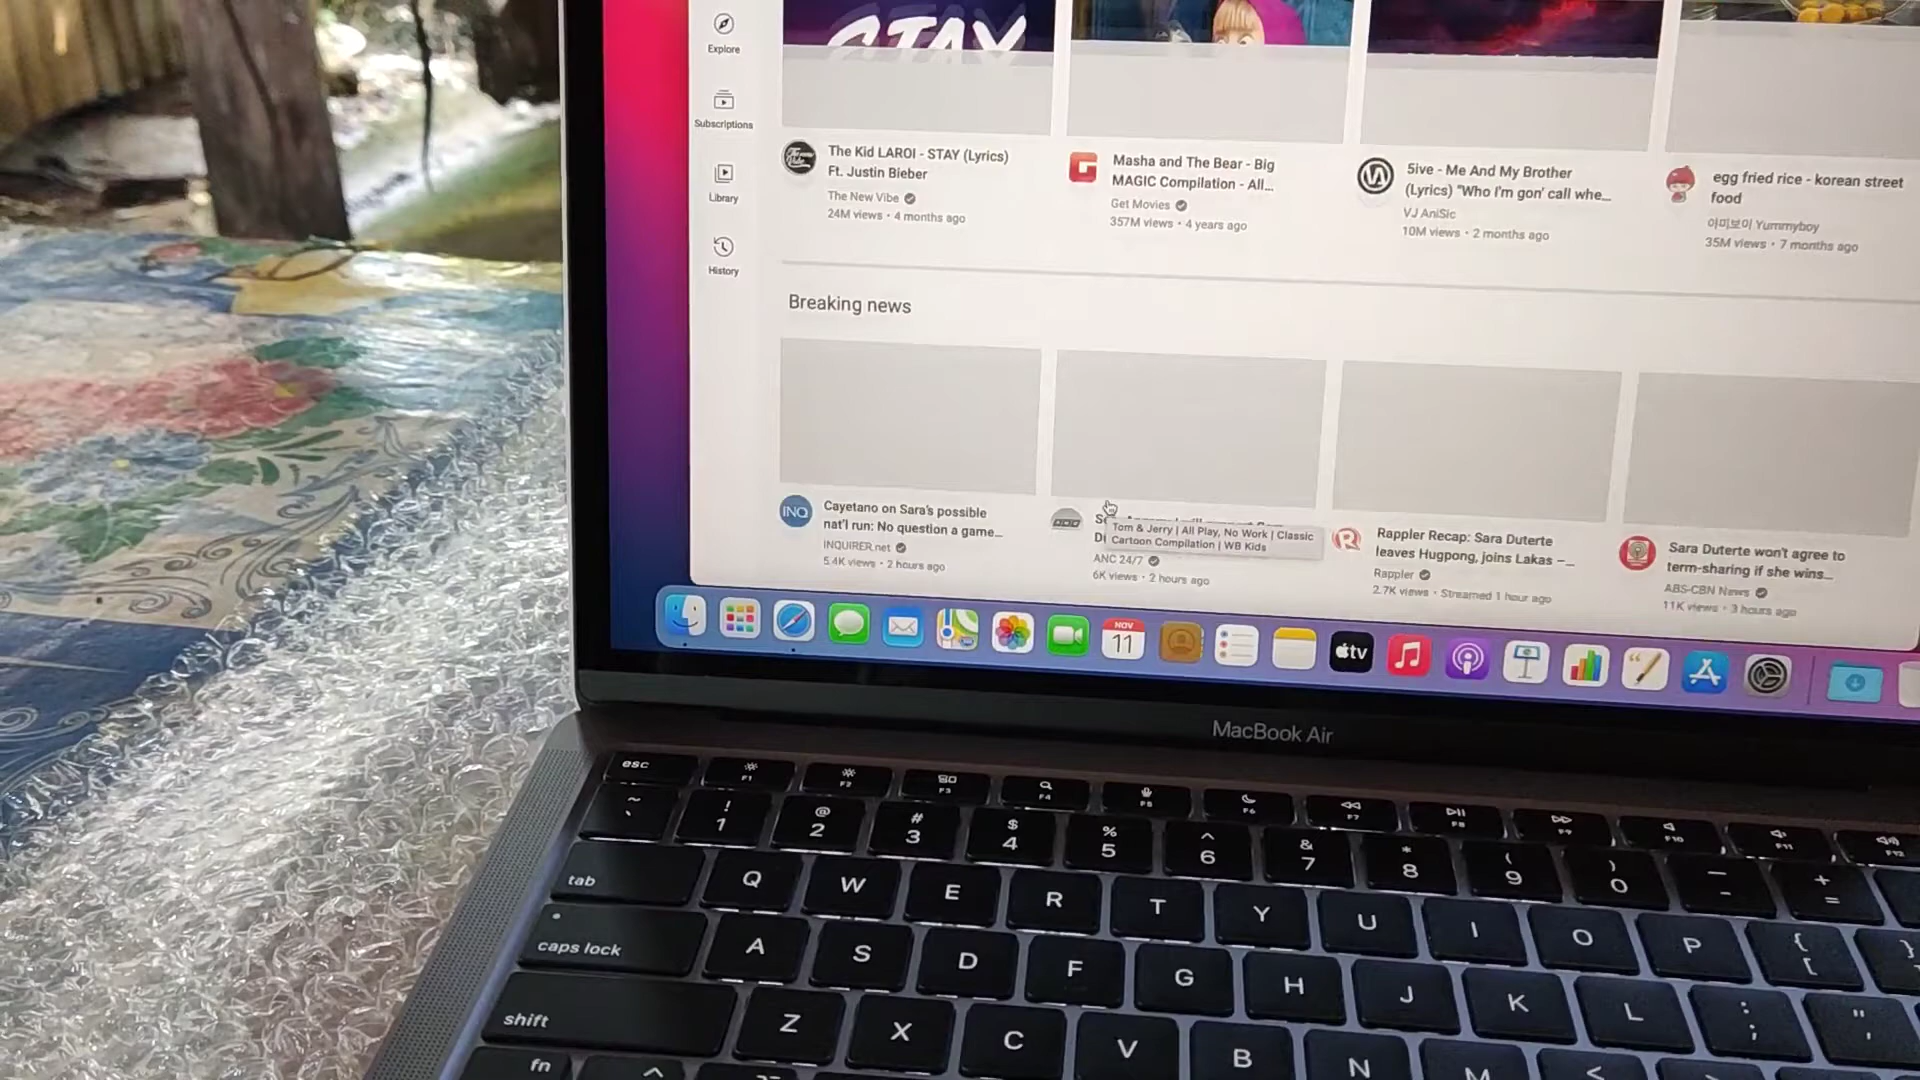 STAY
Explore
Subscriptions
Library
History
The Kid LAROI - STAY (Lyrics)
Ft. Justin Bieber
The New Vibe
24M views • 4 months ago
Masha and The Bear - Big
MAGIC Compilation - All...
Get Movies
357M views • 4 years ago
5ive - Me And My Brother
(Lyrics) "Who I'm gon' call whe...
VJ AniSic
10M views • 2 months ago
egg fried rice - korean street
food
야미보이 Yummyboy
35M views • 7 months ago
Breaking news
INQ
Cayetano on Sara's possible
nat'l run: No question a game...
INQUIRER.net
5.4K views • 2 hours ago
Tom & Jerry | All Play, No Work | Classic
Cartoon Compilation | WB Kids
ANC 24/7
6K views • 2 hours ago
Rappler Recap: Sara Duterte
leaves Hugpong, joins Lakas –...
Rappler
2.7K views • Streamed 1 hour ago
Sara Duterte won't agree to
term-sharing if she wins...
ABS-CBN News
11K views • 3 hours ago
NOV
11
tv
MacBook Air
esc F1 F2 F3 F4 F5 F6 F7 F8 F9 F10 F11 F12
~ ! @ # $ % ^ & * ( ) — +
` 1 2 3 4 5 6 7 8 9 0 - =
tab Q W E R T Y U I O P { [ }
caps lock A S D F G H J K L : ; "
shift Z X C V B N M <
fn